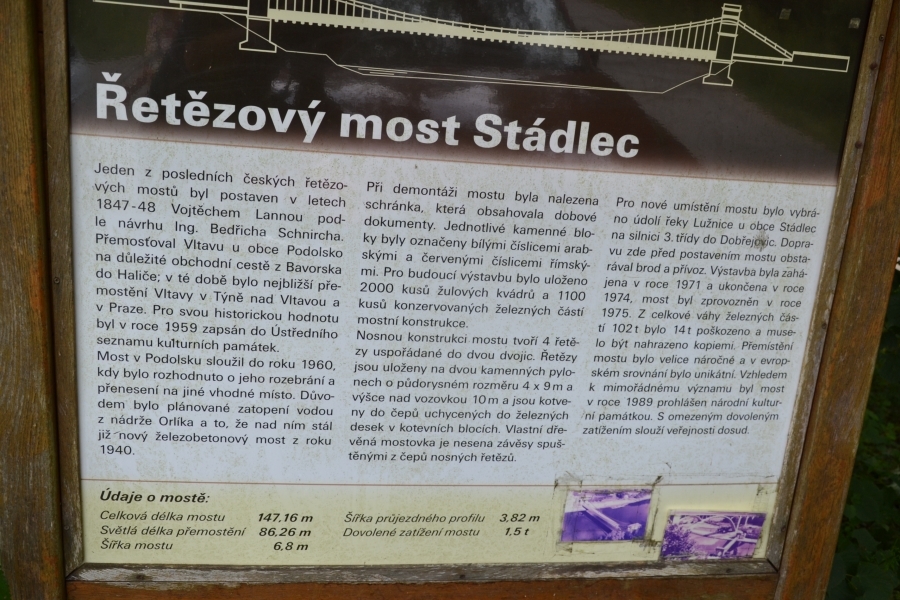 Řetězový most Stádlec
Jeden z posledních českých řetězo-
vých mostů byl postaven v letech
1847-48 Vojtěchem Lannou pod-
le návrhu Ing. Bedřicha Schnircha.
Přemosťoval Vltavu u obce Podolsko
na důležité obchodní cestě z Bavorska
do Haliče; v té době bylo nejbližší pře-
mostění Vltavy v Týně nad Vltavou a
v Praze. Pro svou historickou hodnotu
byl v roce 1959 zapsán do Ústředního
seznamu kulturních památek.
Most v Podolsku sloužil do roku 1960,
kdy bylo rozhodnuto o jeho rozebrání a
přenesení na jiné vhodné místo. Důvo-
dem bylo plánované zatopení vodou
z nádrže Orlíka a to, že nad ním stál
již nový železobetonový most z roku
1940.
Při demontáži mostu byla nalezena
schránka, která obsahovala dobové
dokumenty. Jednotlivé kamenné blo-
ky byly označeny bílými číslicemi arab-
skými a červenými číslicemi římský-
mi. Pro budoucí výstavbu bylo uloženo
2000 kusů žulových kvádrů a 1100
kusů konzervovaných železných částí
mostní konstrukce.
Nosnou konstrukci mostu tvoří 4 řetě-
zy uspořádané do dvou dvojic. Řetězy
jsou uloženy na dvou kamenných pylo-
nech o půdorysném rozměru 4 x 9 m a
výšce nad vozovkou 10 m a jsou kotve-
ny do čepů uchycených do železných
desek v kotevních blocích. Vlastní dře-
věná mostovka je nesena závěsy spuš-
těnými z čepů nosných řetězů.
Pro nové umístění mostu bylo vybrá-
no údolí řeky Lužnice u obce Stádlec
na silnici 3. třídy do Dobřejovic. Dopra-
vu zde před postavením mostu obsta-
rával brod a přívoz. Výstavba byla zahá-
jena v roce 1971 a ukončena v roce
1974, most byl zprovozněn v roce
1975. Z celkové váhy železných čás-
tí 102 t bylo 14 t poškozeno a muse-
lo být nahrazeno kopiemi. Přemístění
mostu bylo velice náročné a v evrop-
ském srovnání bylo unikátní. Vzhledem
k mimořádnému významu byl most
v roce 1989 prohlášen národní kultur-
ní památkou. S omezeným dovoleným
zatížením slouží veřejnosti dosud.
Údaje o mostě:
Celková délka mostu 147,16 m
Světlá délka přemostění 86,26 m
Šířka mostu 6,8 m
Šířka průjezdného profilu 3,82 m
Dovolené zatížení mostu 1,5 t